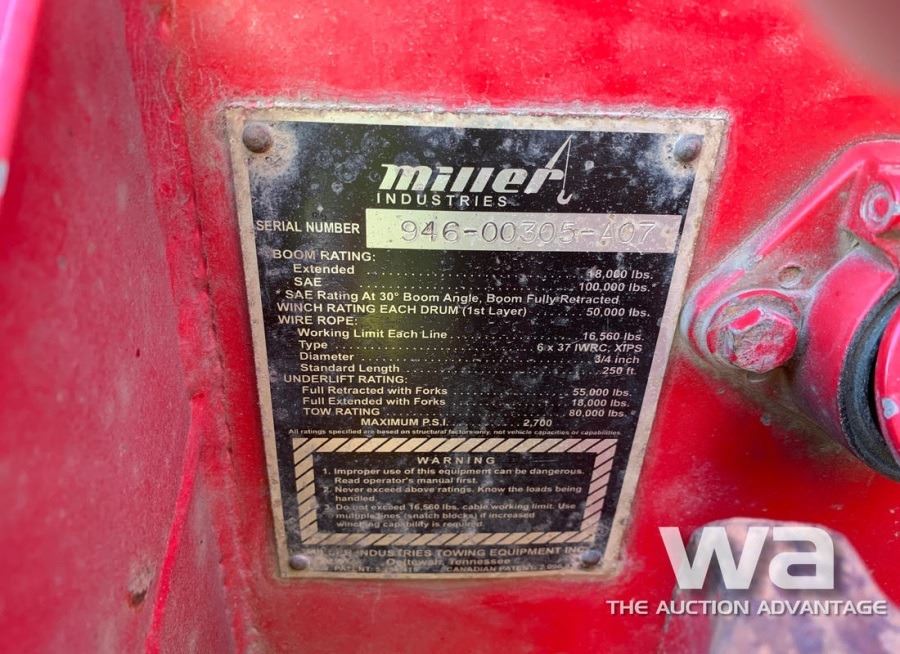 miller
INDUSTRIES
SERIAL NUMBER 946-00305-A07
BOOM RATING:
Extended 18,000 lbs.
SAE 100,000 lbs.
SAE Rating At 30° Boom Angle, Boom Fully Retracted
WINCH RATING EACH DRUM (1st Layer) 50,000 lbs.
WIRE ROPE:
Working Limit Each Line 16,560 lbs.
Type 6 x 37 IWRC, XIPS
Diameter 3/4 inch
Standard Length 250 ft.
UNDERLIFT RATING:
Full Retracted with Forks 55,000 lbs.
Full Extended with Forks 18,000 lbs.
TOW RATING 80,000 lbs.
MAXIMUM P.S.I. 2,700
All ratings specified are based on structural factors only, not vehicle capacities or capabilities.
WARNING
1. Improper use of this equipment can be dangerous.
Read operator's manual first.
2. Never exceed above ratings. Know the loads being
handled.
3. Do not exceed 16,560 lbs. cable working limit. Use
multiple lines (snatch blocks) if increased
winching capability is required.
MILLER INDUSTRIES TOWING EQUIPMENT INC.
Ooltewah, Tennessee
PATENT: CANADIAN PATENT:
wa
THE AUCTION ADVANTAGE